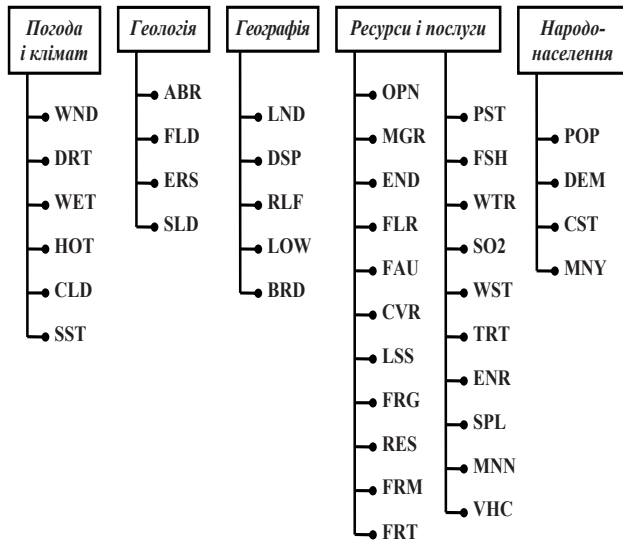 Погода
і клімат
WND
DRT
WET
HOT
CLD
SST
Геологія
ABR
FLD
ERS
SLD
Географія
LND
DSP
RLF
LOW
BRD
Ресурси і послуги
OPN
MGR
END
FLR
FAU
CVR
LSS
FRG
RES
FRM
FRT
PST
FSH
WTR
SO2
WST
TRT
ENR
SPL
MNN
VHC
Народо-
населення
POP
DEM
CST
MNY